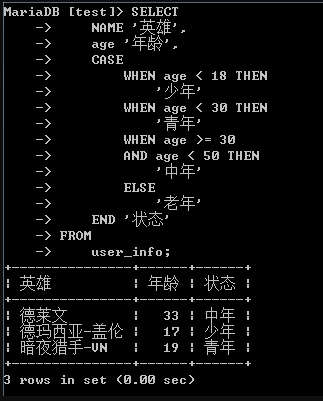 MariaDB [test]> SELECT
    ->     NAME '英雄',
    ->     age '年龄',
    ->     CASE
    ->         WHEN age < 18 THEN
    ->             '少年'
    ->         WHEN age < 30 THEN
    ->             '青年'
    ->         WHEN age >= 30
    ->         AND age < 50 THEN
    ->             '中年'
    ->         ELSE
    ->             '老年'
    ->     END '状态'
    -> FROM
    ->     user_info;
+---------------+------+------+
| 英雄 | 年龄 | 状态 |
+---------------+------+------+
| 德莱文 | 33 | 中年 |
| 德玛西亚-盖伦 | 17 | 少年 |
| 暗夜猎手-VN | 19 | 青年 |
+---------------+------+------+
3 rows in set (0.00 sec)